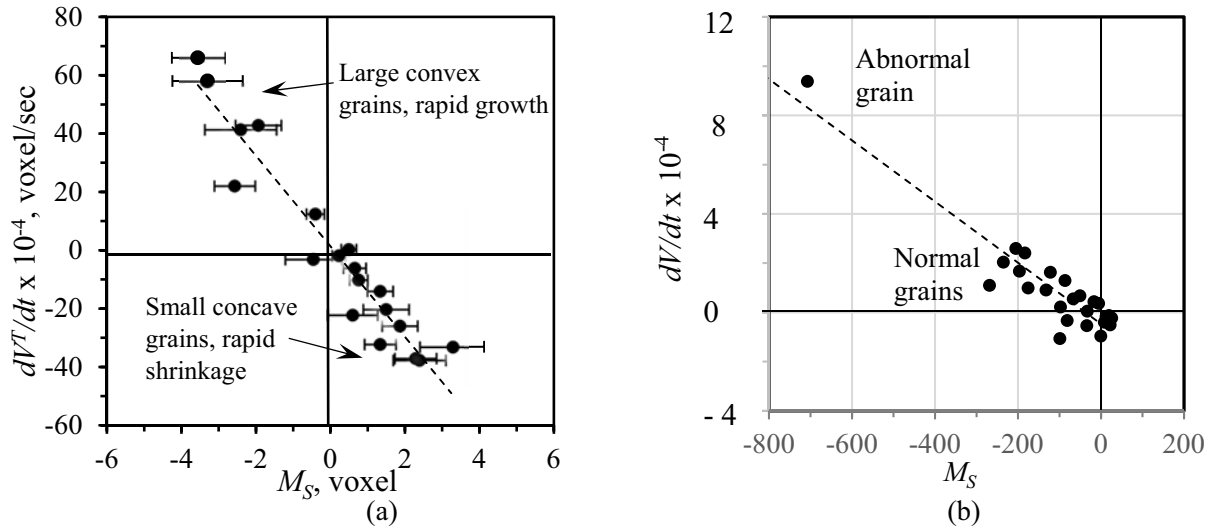 80
60
40
20
0
-20
-40
-60
dV^T/dt x 10^-4, voxel/sec
Large convex
grains, rapid growth
Small concave
grains, rapid
shrinkage
-6 -4 -2 0 2 4 6
M_S, voxel
(a)
12
8
4
0
- 4
dV/dt x 10^-4
Abnormal
grain
Normal
grains
-800 -600 -400 -200 0 200
M_S
(b)